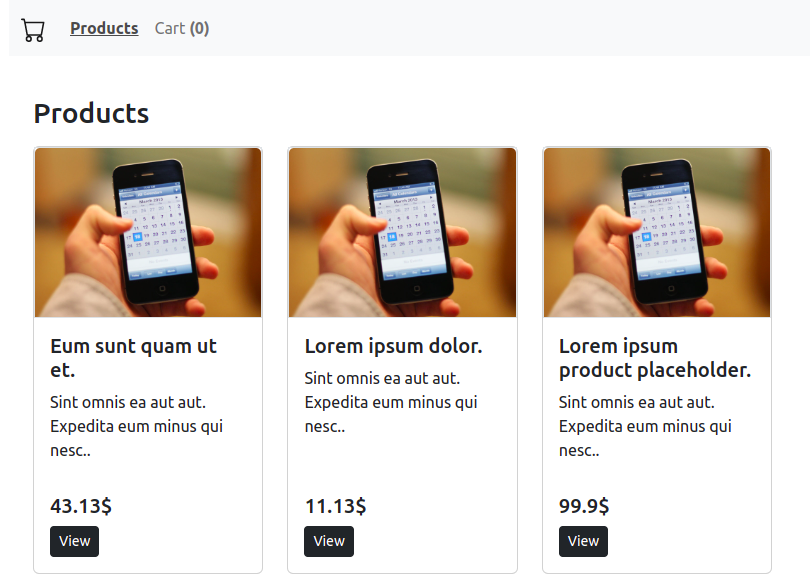 Products Cart (0)
Products
Eum sunt quam ut
et.
Sint omnis ea aut aut.
Expedita eum minus qui
nesc..
43.13$
View
Lorem ipsum dolor.
Sint omnis ea aut aut.
Expedita eum minus qui
nesc..
11.13$
View
Lorem ipsum
product placeholder.
Sint omnis ea aut aut.
Expedita eum minus qui
nesc..
99.9$
View